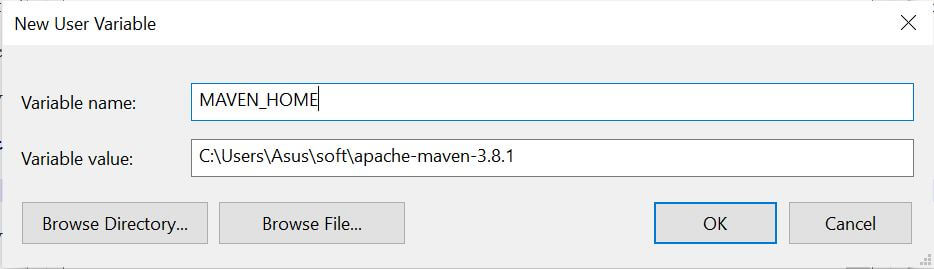 New User Variable
Variable name:
MAVEN_HOME
Variable value:
C:\Users\Asus\soft\apache-maven-3.8.1
Browse Directory...
Browse File...
OK
Cancel